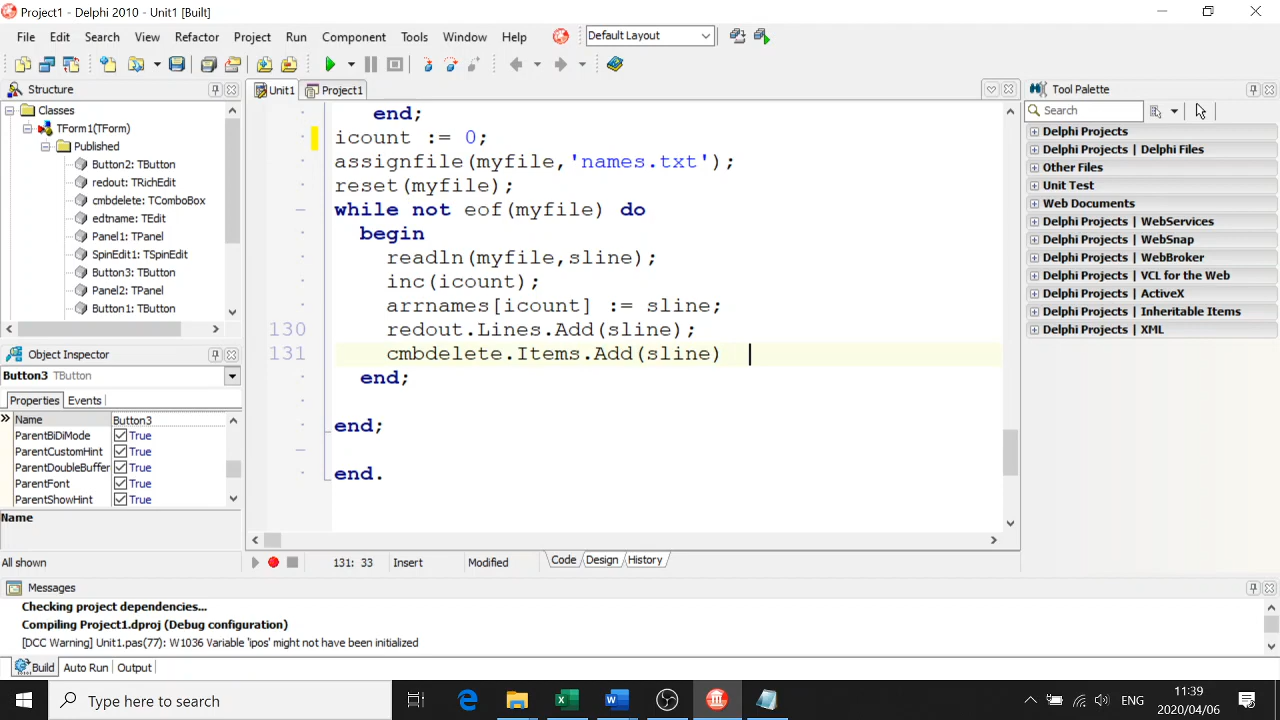 Project1 - Delphi 2010 - Unit1 [Built]
File Edit Search View Refactor Project Run Component Tools Window Help Default Layout
Structure
Classes
TForm1(TForm)
Published
Button2: TButton
redout: TRichEdit
cmbdelete: TComboBox
edtname: TEdit
Panel1: TPanel
SpinEdit1: TSpinEdit
Button3: TButton
Panel2: TPanel
Button1: TButton
Object Inspector
Button3 TButton
Properties Events
Name Button3
ParentBiDiMode True
ParentCustomHint True
ParentDoubleBuffer True
ParentFont True
ParentShowHint True
Name
All shown
Unit1 Project1
end;
icount := 0;
assignfile(myfile,'names.txt');
reset(myfile);
while not eof(myfile) do
begin
readln(myfile,sline);
inc(icount);
arrnames[icount] := sline;
130 redout.Lines.Add(sline);
131 cmbdelete.Items.Add(sline)
end;
end;
end.
131: 33 Insert Modified Code Design History
Tool Palette
Search
Delphi Projects
Delphi Projects | Delphi Files
Other Files
Unit Test
Web Documents
Delphi Projects | WebServices
Delphi Projects | WebSnap
Delphi Projects | WebBroker
Delphi Projects | VCL for the Web
Delphi Projects | ActiveX
Delphi Projects | Inheritable Items
Delphi Projects | XML
Messages
Checking project dependencies...
Compiling Project1.dproj (Debug configuration)
[DCC Warning] Unit1.pas(77): W1036 Variable 'ipos' might not have been initialized
Build Auto Run Output
Type here to search
ENG
11:39
2020/04/06